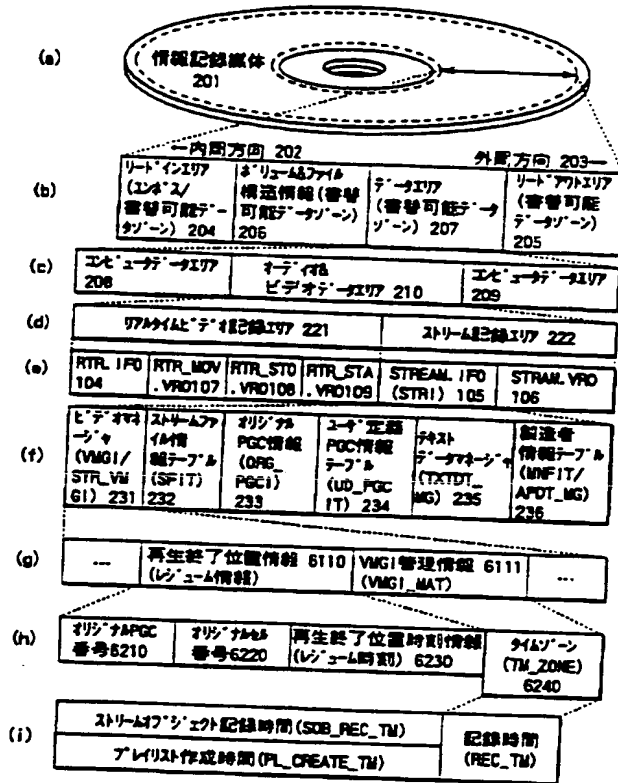 (a)
情報記録媒体
201
←内周方向 202
外周方向 203→
(b)
リードインエリア
(エンボス/
書替可能デー
タゾーン) 204
ボリューム&ファイル
構造情報(書替
可能データゾーン)
206
データエリア
(書替可能データ
ゾーン) 207
リードアウトエリア
(書替可能
データゾーン)
205
(c)
コンピュータデータエリア
208
オーディオ&
ビデオデータエリア 210
コンピュータデータエリア
209
(d)
リアルタイムビデオ記録エリア 221
ストリーム記録エリア 222
(e)
RTR.IFO
104
RTR_MOV
.VRO107
RTR_STO
.VRO108
RTR_STA
.VRO109
STREAM.IFO
(STRI) 105
STRAM.VRO
106
(f)
ビデオマネ
ージャ
(VMGI/
STR_VM
GI) 231
ストリームファ
イル情
報テーブル
(SFIT)
232
オリジナル
PGC情報
(ORG_
PGCI)
233
ユーザ定義
PGC情報
テーブル
(UD_PGC
IT) 234
テキスト
データマネージャ
(TXTDT_
MG) 235
製造者
情報テーブル
(MNFIT/
APDT_MG)
236
(g)
---
再生終了位置情報 6110
(レジューム情報)
VMGI管理情報 6111
(VMGI_MAT)
---
(h)
オリジナルPGC
番号6210
オリジナルセル
番号6220
再生終了位置時刻情報
(レジューム時刻) 6230
タイムゾーン
(TM_ZONE)
6240
(i)
ストリームオブジェクト記録時間(SOB_REC_TM)
プレイリスト作成時間(PL_CREATE_TM)
記録時間
(REC_TM)